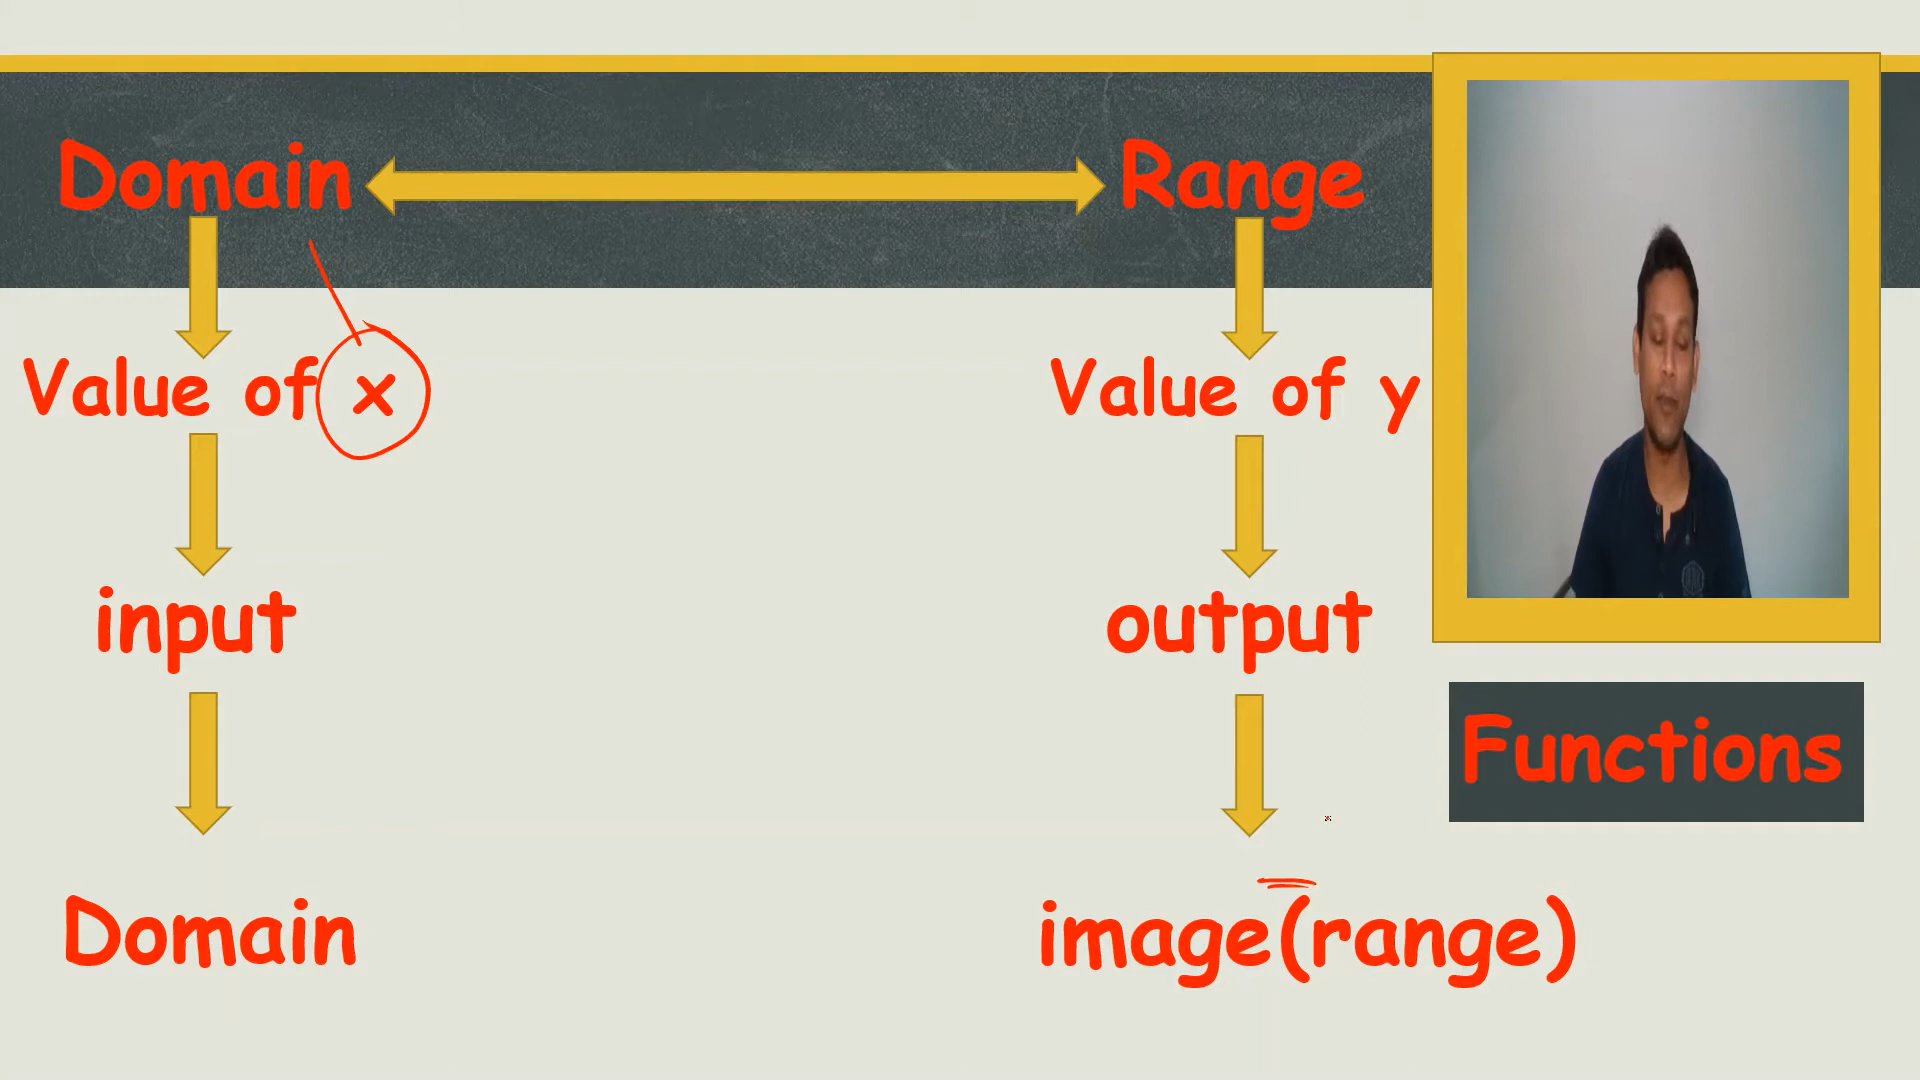 Domain Range
Value of x Value of y
input output
Functions
Domain image(range)